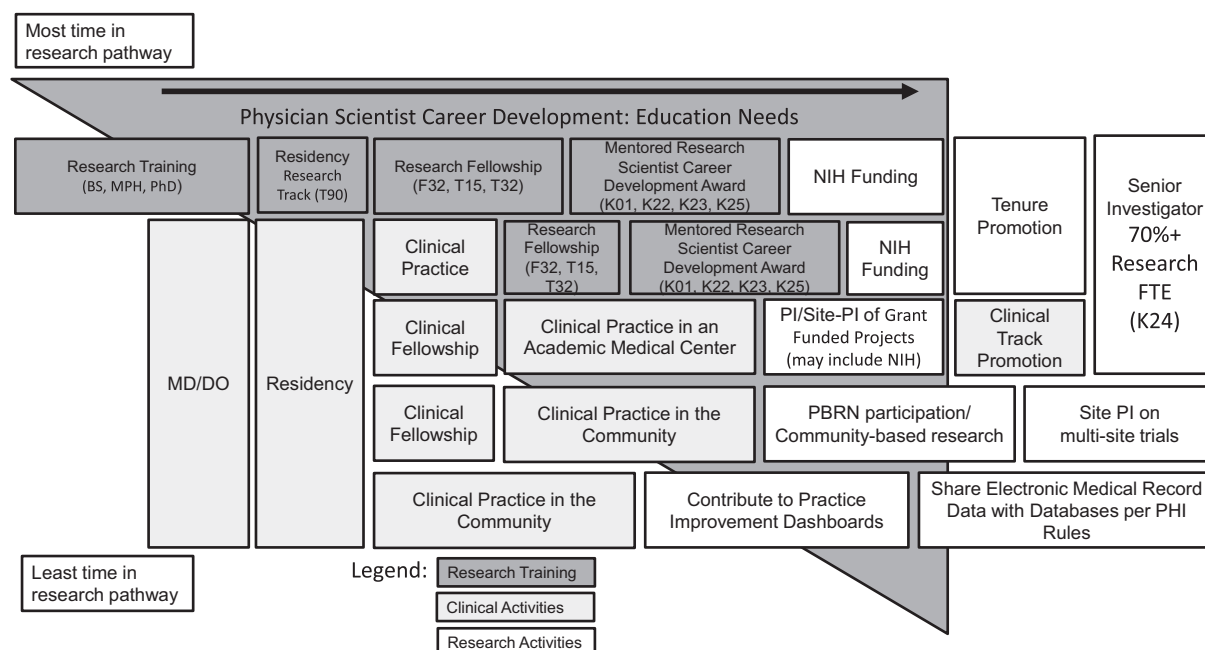 Most time in
research pathway
Physician Scientist Career Development: Education Needs
Research Training
(BS, MPH, PhD)
Residency
Research
Track (T90)
Research Fellowship
(F32, T15, T32)
Mentored Research
Scientist Career
Development Award
(K01, K22, K23, K25)
NIH Funding
Tenure
Promotion
Senior
Investigator
70%+
Research
FTE
(K24)
MD/DO
Residency
Clinical
Practice
Research
Fellowship
(F32, T15,
T32)
Mentored Research
Scientist Career
Development Award
(K01, K22, K23, K25)
NIH
Funding
Clinical
Fellowship
Clinical Practice in an
Academic Medical Center
PI/Site-PI of Grant
Funded Projects
(may include NIH)
Clinical
Track
Promotion
Clinical
Fellowship
Clinical Practice in the
Community
PBRN participation/
Community-based research
Site PI on
multi-site trials
Clinical Practice in the
Community
Contribute to Practice
Improvement Dashboards
Share Electronic Medical Record
Data with Databases per PHI
Rules
Least time in
research pathway
Legend:
Research Training
Clinical Activities
Research Activities